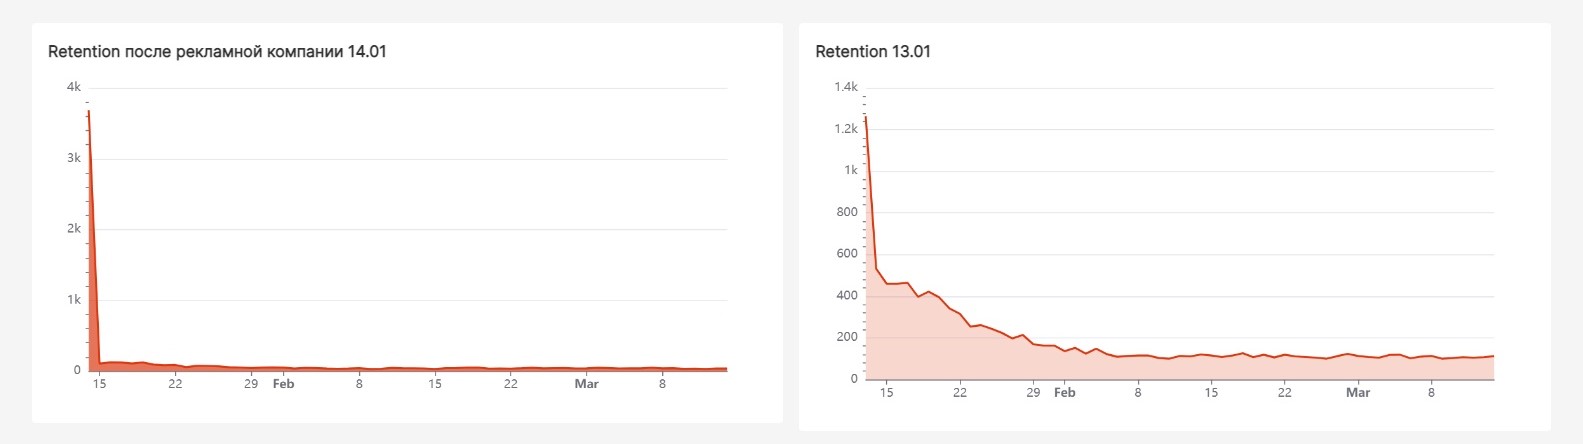 Retention после рекламной компании 14.01
4k
3k
2k
1k
0
15 22 29 Feb 8 15 22 Mar 8
Retention 13.01
1.4k
1.2k
1k
800
600
400
200
0
15 22 29 Feb 8 15 22 Mar 8